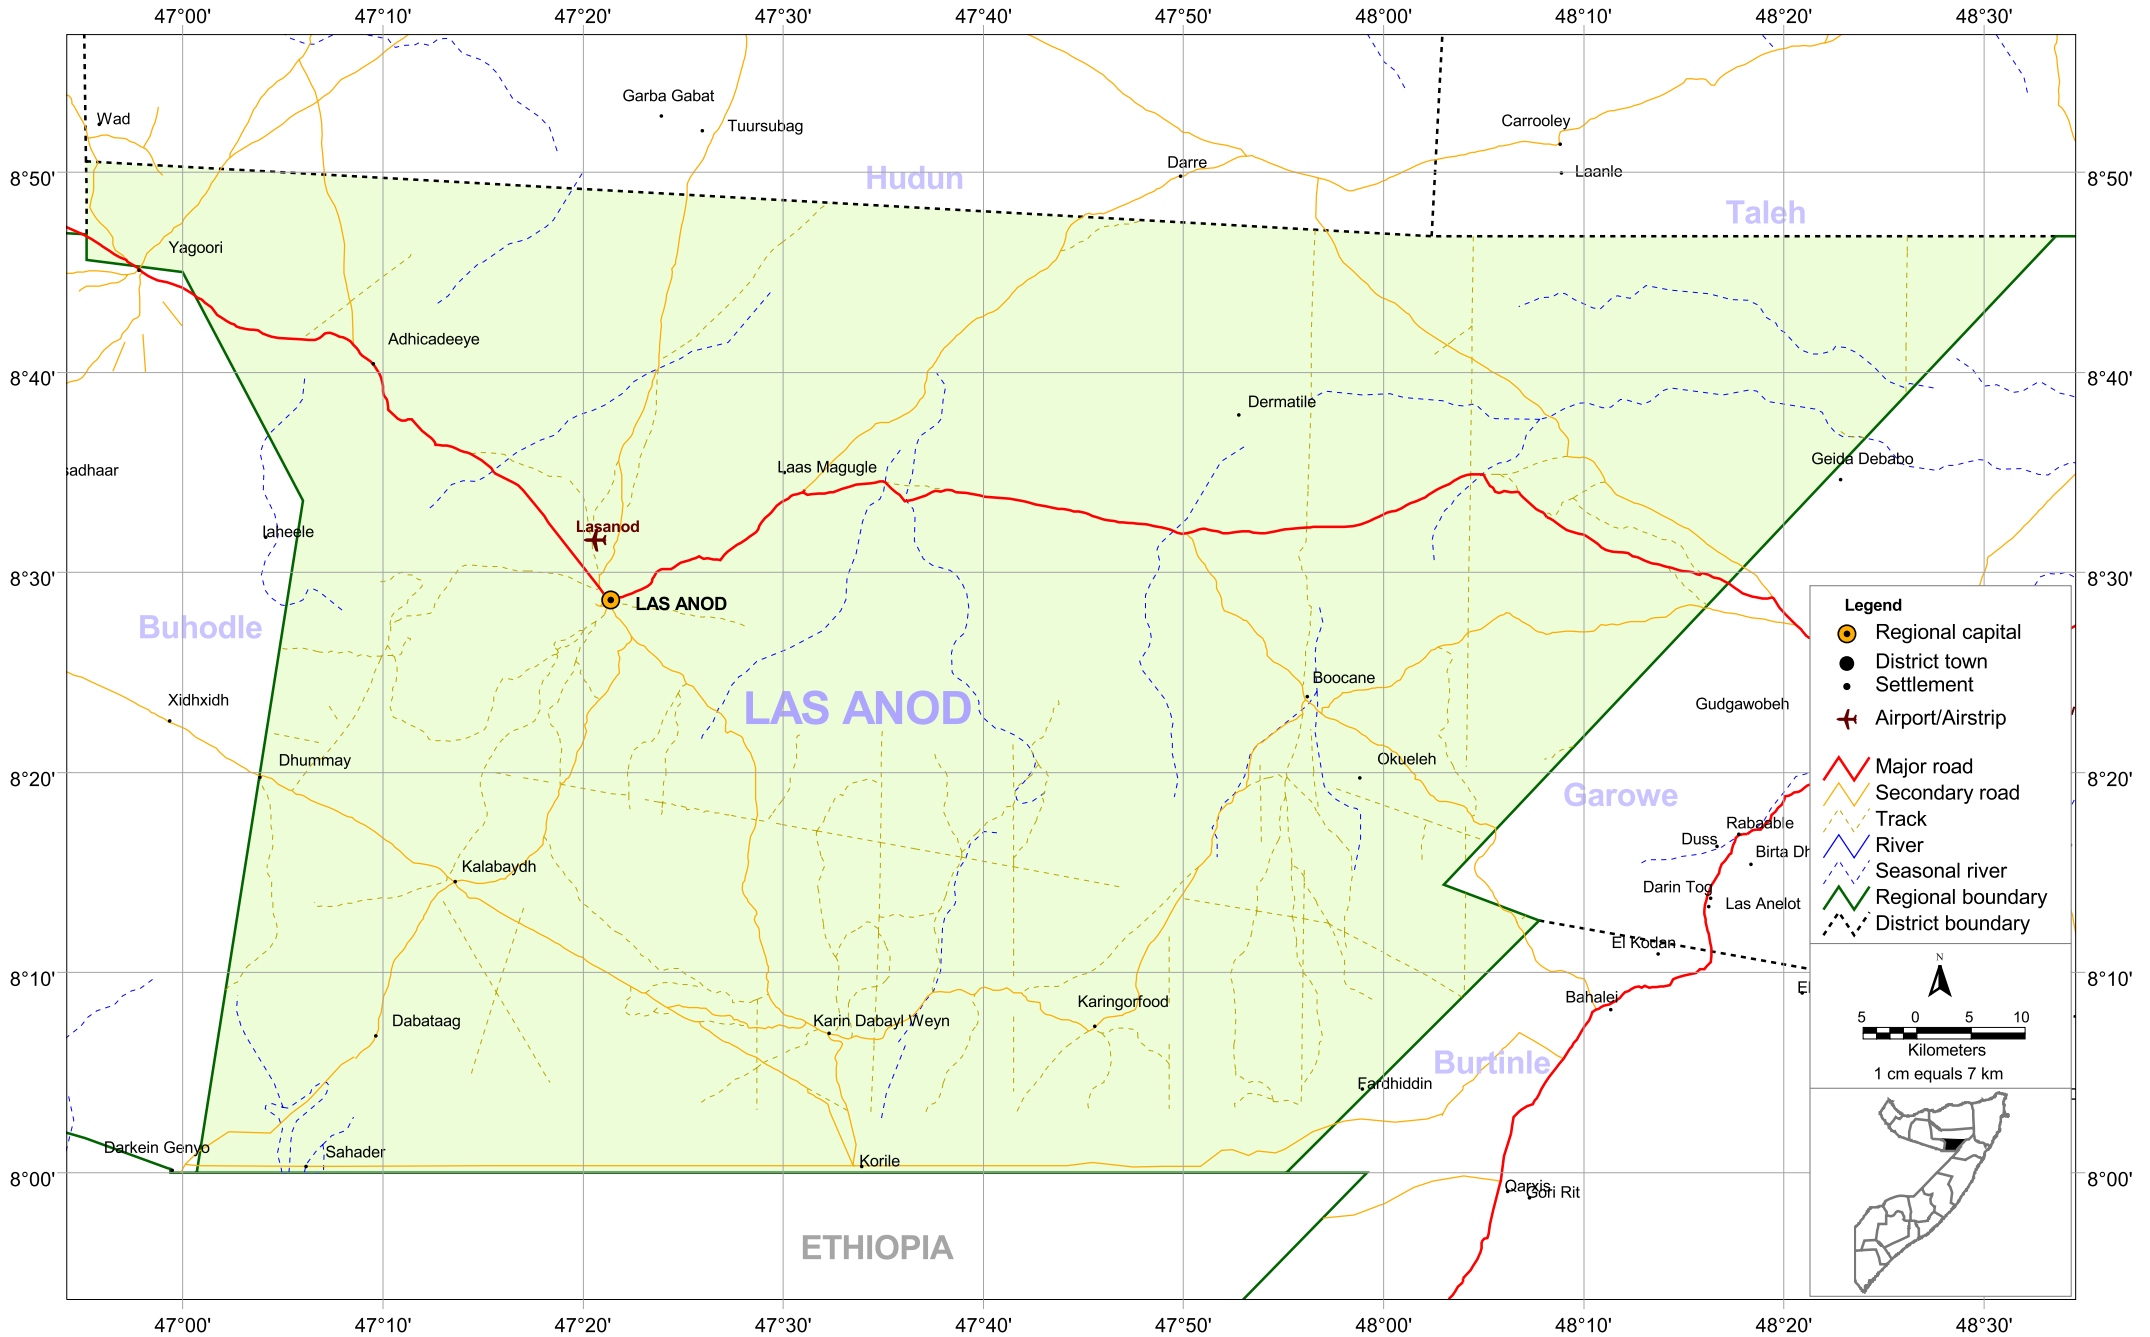 47°00' 47°10' 47°20' 47°30' 47°40' 47°50' 48°00' 48°10' 48°20' 48°30'
Garba Gabat
Wad
Tuursubag
Carrooley
Darre
Laanle
8°50' 8°50'
Hudun
Taleh
Yagoori
Adhicadeeye
8°40' 8°40'
Dermatile
sadhaar
Laas Magugle
Geida Debabo
Lasanod
Iaheele
8°30' 8°30'
LAS ANOD
Buhodle
Boocane
Xidhxidh
LAS ANOD
Gudgawobeh
Dhummay
Okueleh
8°20' 8°20'
Garowe
Rabaable
Duss
Birta Dh
Kalabaydh
Darin Tog
Las Anelot
El Kodan
8°10' 8°10'
El
Bahalei
Karingorfood
Dabataag
Karin Dabayl Weyn
Burtinle
Fardhiddin
Darkein Genyo
Sahader
Korile
8°00' 8°00'
Qarxis
Gori Rit
ETHIOPIA
Legend
Regional capital
District town
Settlement
Airport/Airstrip
Major road
Secondary road
Track
River
Seasonal river
Regional boundary
District boundary
N
5 0 5 10
Kilometers
1 cm equals 7 km
47°00' 47°10' 47°20' 47°30' 47°40' 47°50' 48°00' 48°10' 48°20' 48°30'